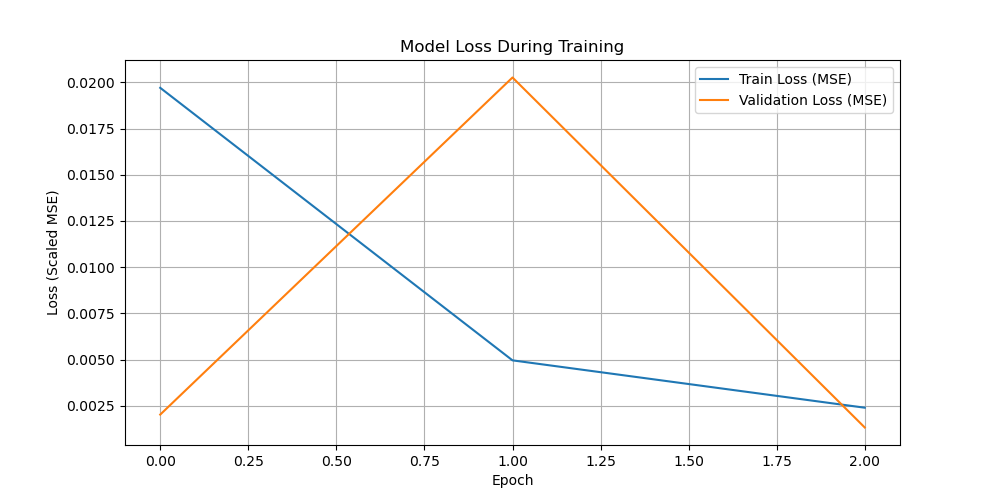 Model Loss During Training
Train Loss (MSE)
Validation Loss (MSE)
Loss (Scaled MSE)
0.0200
0.0175
0.0150
0.0125
0.0100
0.0075
0.0050
0.0025
0.00 0.25 0.50 0.75 1.00 1.25 1.50 1.75 2.00
Epoch